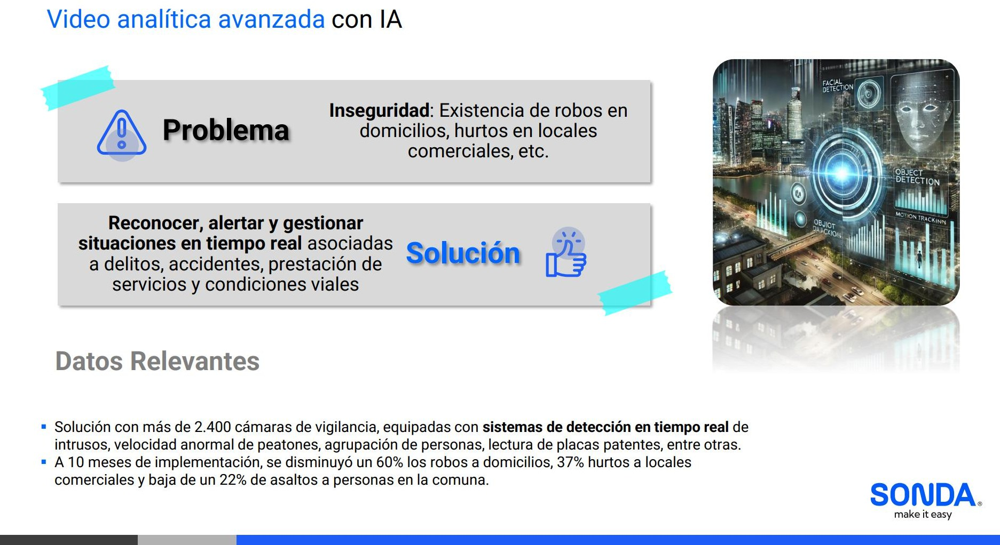 Video analítica avanzada con IA
Problema
Inseguridad: Existencia de robos en
domicilios, hurtos en locales
comerciales, etc.
Reconocer, alertar y gestionar
situaciones en tiempo real asociadas
a delitos, accidentes, prestación de
servicios y condiciones viales
Solución
FACIAL
DETECTION
OBJECT
DETECTION
MOTION TRACKINN
OBJIOT
Datos Relevantes
▪ Solución con más de 2.400 cámaras de vigilancia, equipadas con sistemas de detección en tiempo real de
intrusos, velocidad anormal de peatones, agrupación de personas, lectura de placas patentes, entre otras.
▪ A 10 meses de implementación, se disminuyó un 60% los robos a domicilios, 37% hurtos a locales
comerciales y baja de un 22% de asaltos a personas en la comuna.
SONDA®
make it easy